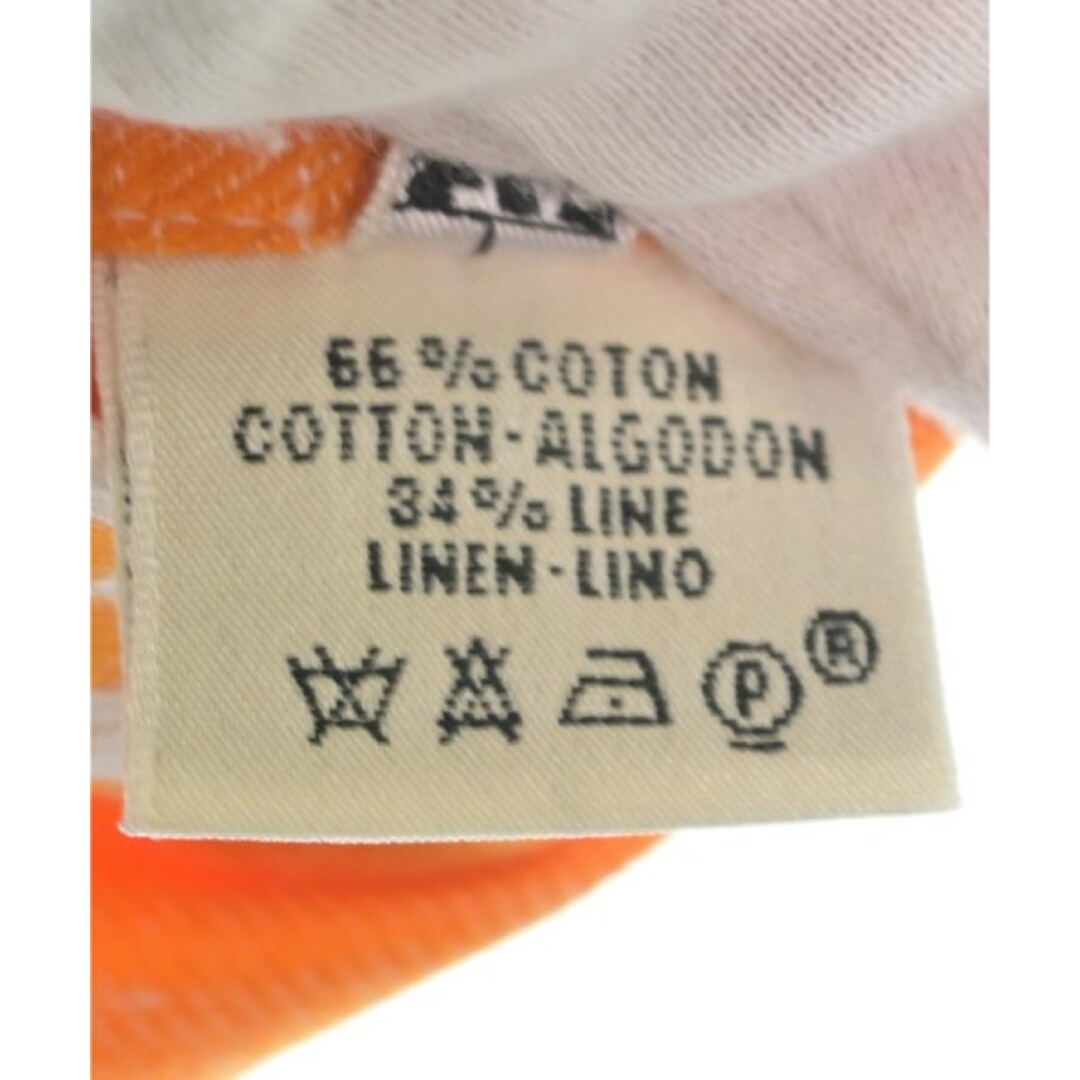 66 % COTON
COTTON - ALGODON
34 % LINE
LINEN - LINO
P ®